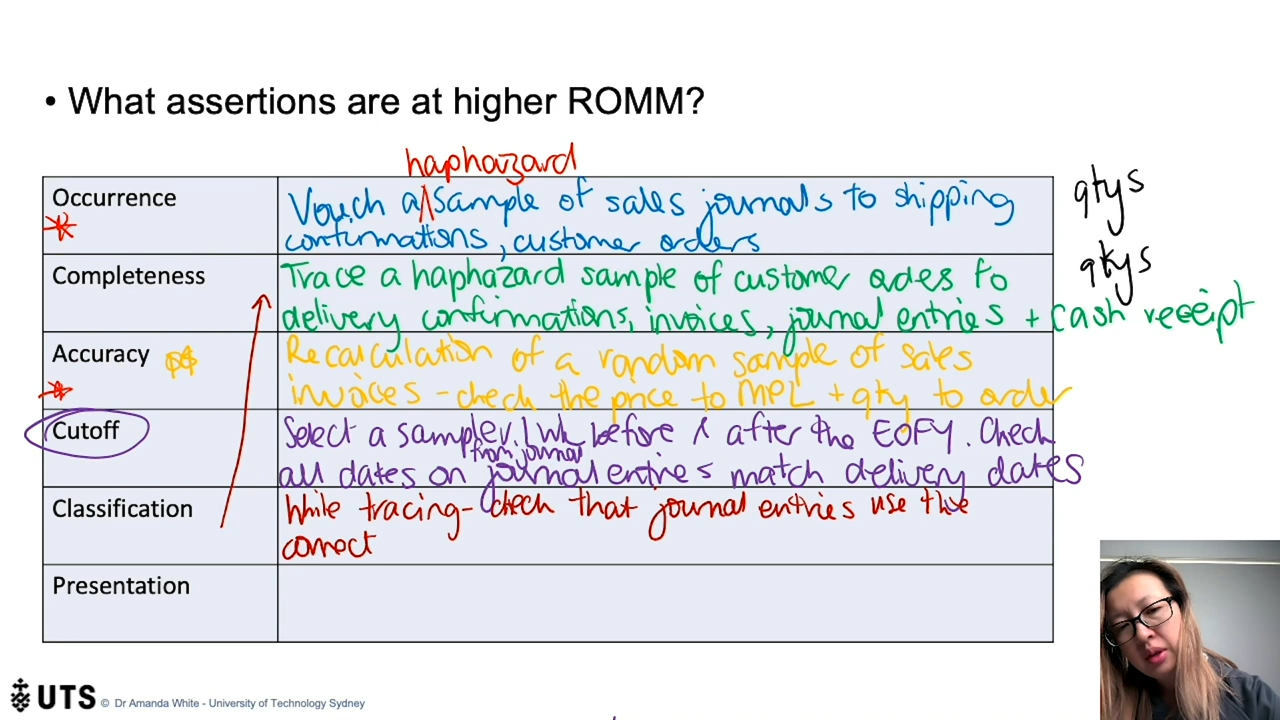 • What assertions are at higher ROMM?
haphazard
Occurrence
Vouch a sample of sales journals to shipping
confirmations, customer orders
qtys
Completeness
Trace a haphazard sample of customer ordes to
delivery confirmations, invoices, journal entries + cash receipt
qtys
Accuracy $$
Recalculation of a random sample of sales
invoices - check the price to MPL + qty to order
Cutoff
Select a sample 1 wk before & after the EOFY. Check
from journal
all dates on journal entries match delivery dates
Classification
While tracing - check that journal entries use the
correct
Presentation
UTS © Dr Amanda White - University of Technology Sydney